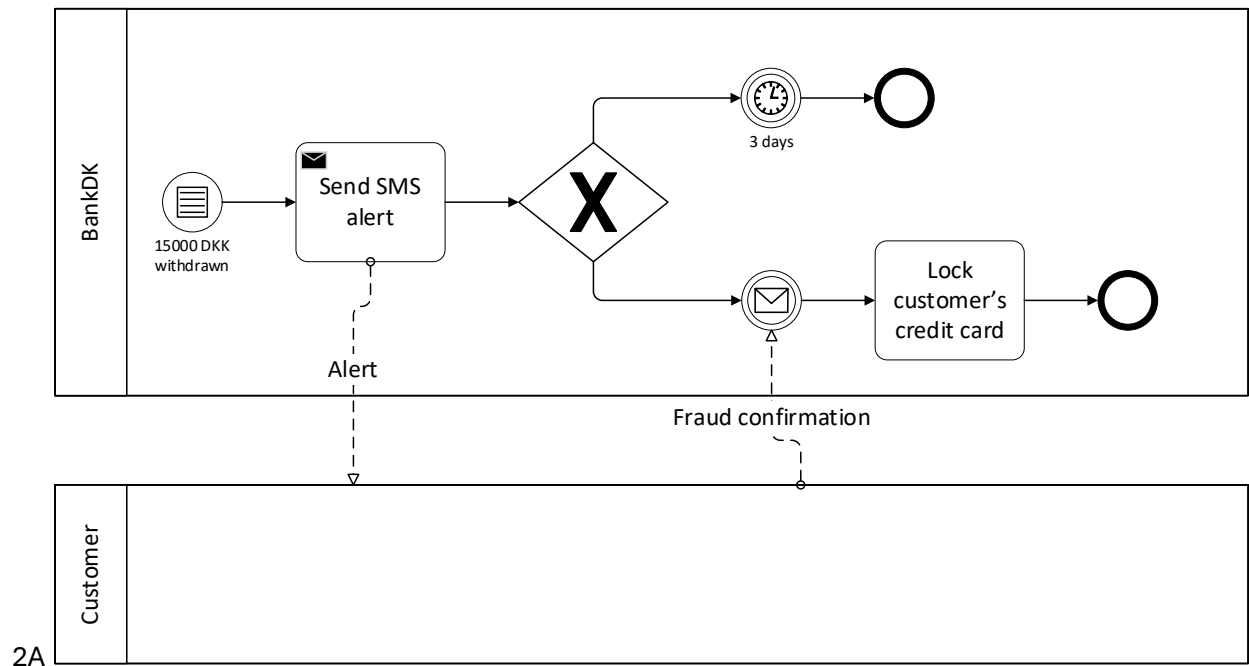 BankDK
15000 DKK
withdrawn
Send SMS
alert
X
3 days
Lock
customer’s
credit card
Alert
Fraud confirmation
Customer
2A